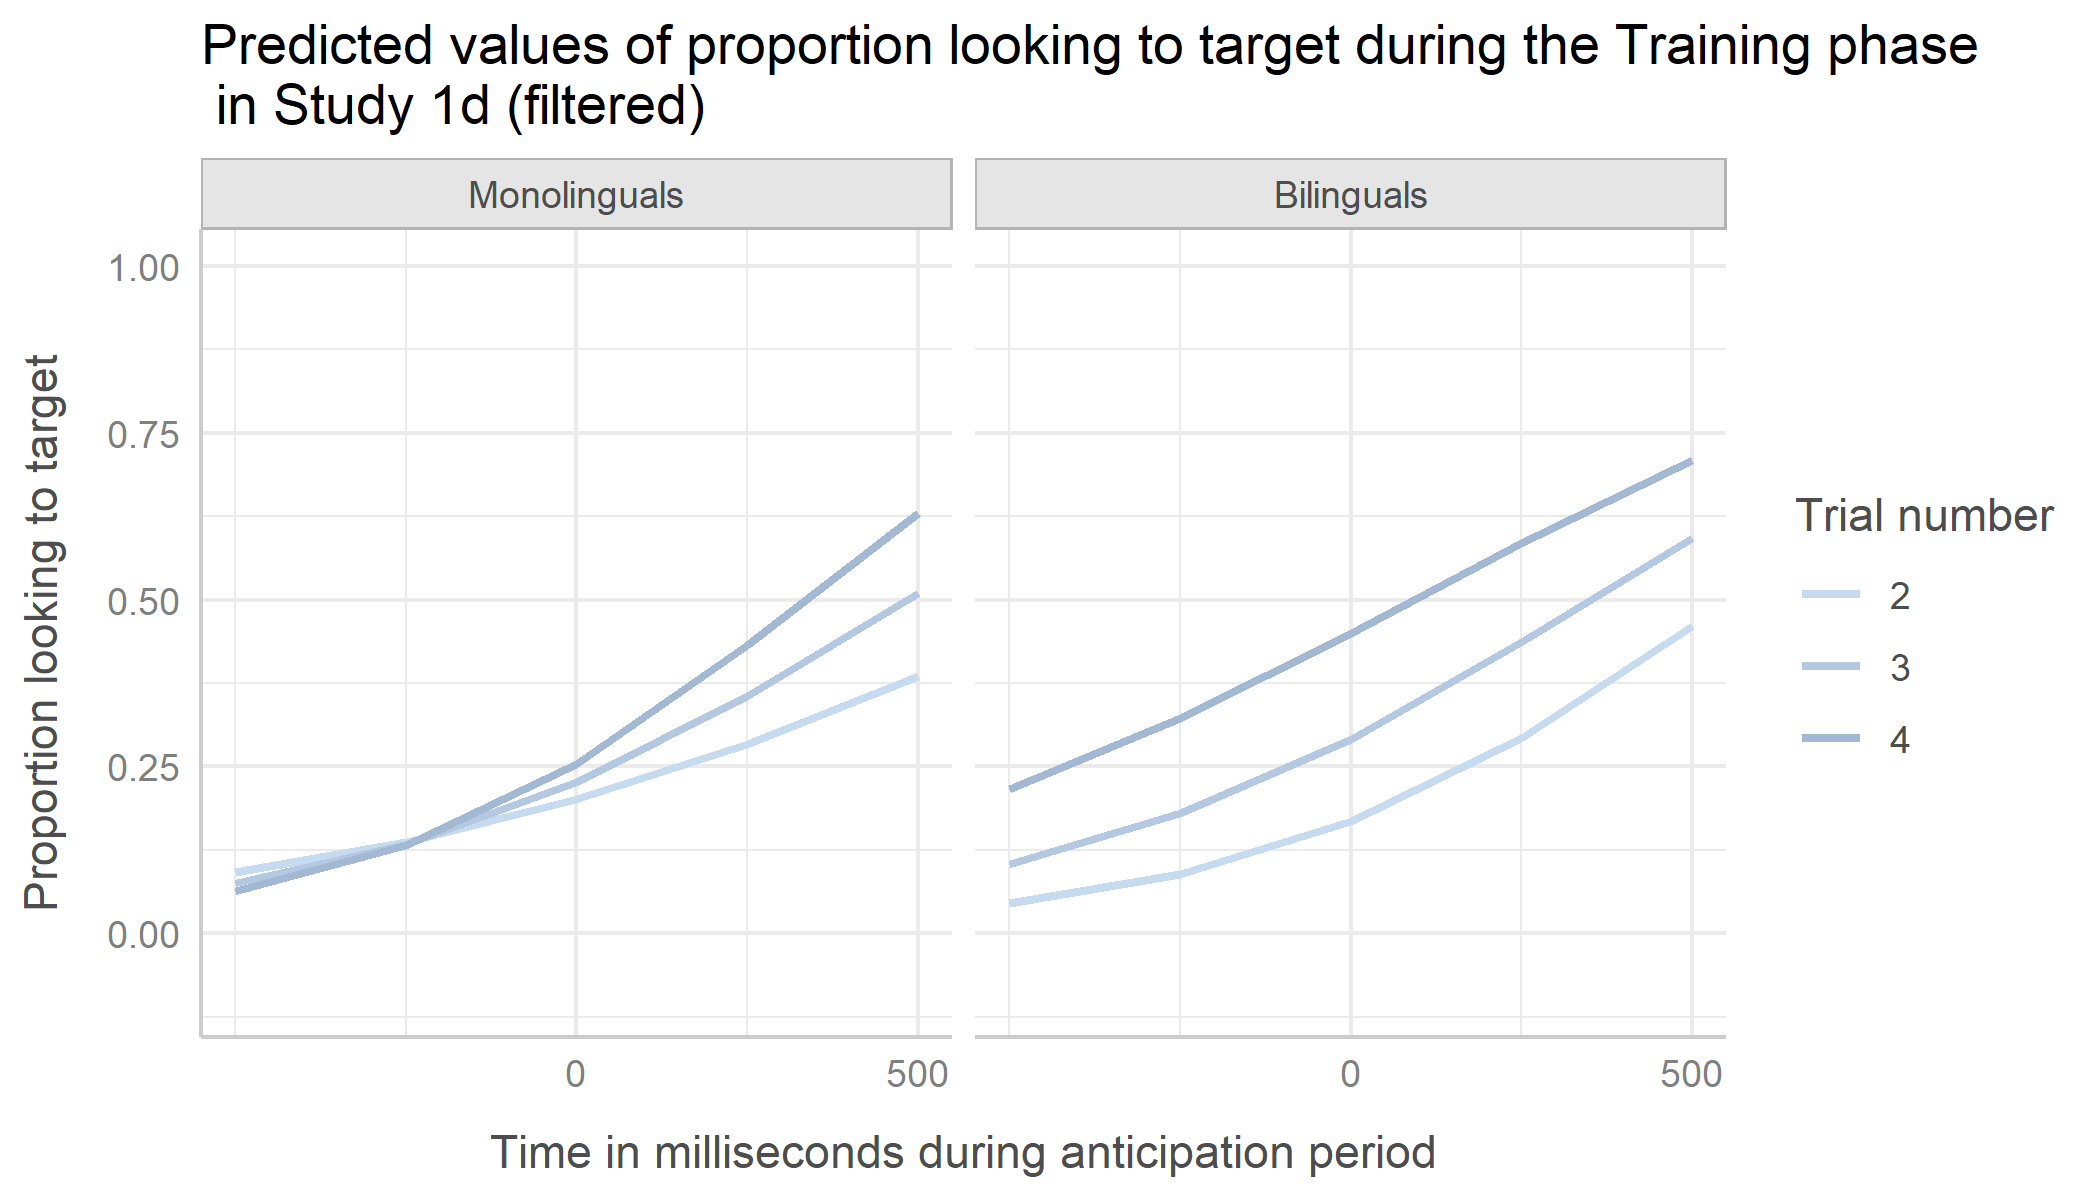 Predicted values of proportion looking to target during the Training phase
in Study 1d (filtered)
Monolinguals
Bilinguals
1.00
0.75
0.50
0.25
0.00
Proportion looking to target
0
500
0
500
Time in milliseconds during anticipation period
Trial number
2
3
4